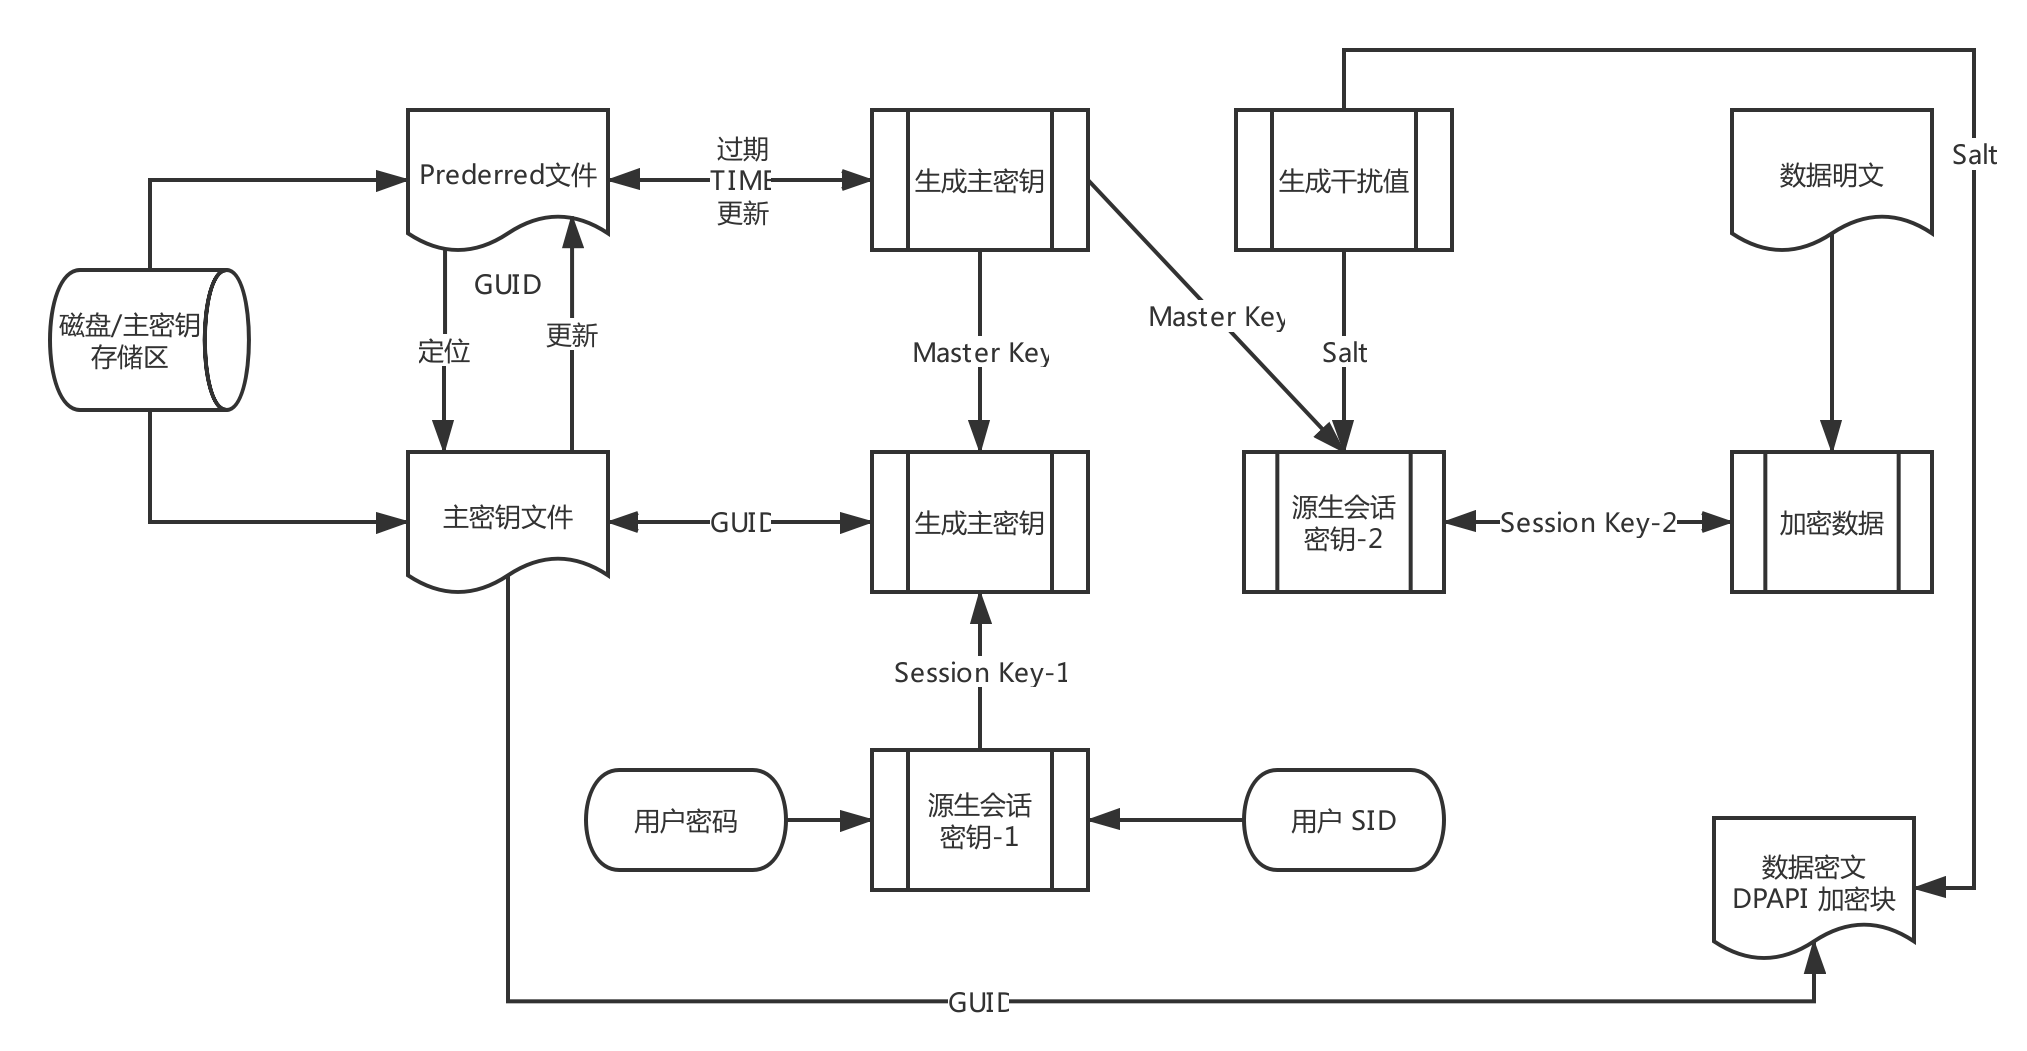 过期
TIME
更新
Salt
Prederred文件
生成主密钥
生成干扰值
数据明文
GUID
磁盘/主密钥
存储区
定位
更新
Master Key
Master Key
Salt
主密钥文件
GUID
生成主密钥
源生会话
密钥-2
Session Key-2
加密数据
Session Key-1
用户密码
源生会话
密钥-1
用户 SID
数据密文
DPAPI 加密块
GUID